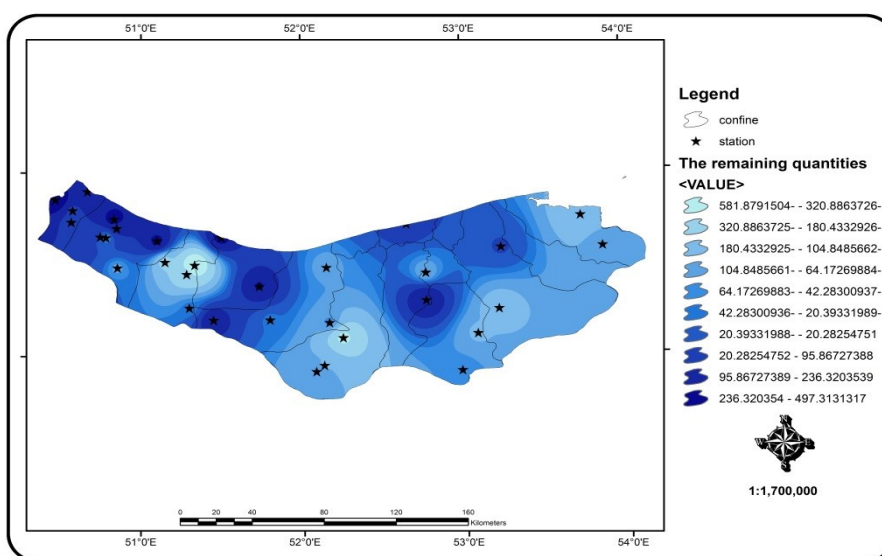 51°0'E 52°0'E 53°0'E 54°0'E
Legend
confine
station
The remaining quantities
<VALUE>
581.8791504- - 320.8863726-
320.8863725- - 180.4332926-
180.4332925- - 104.8485662-
104.8485661- - 64.17269884-
64.17269883- - 42.28300937-
42.28300936- - 20.39331989-
20.39331988- - 20.28254751
20.28254752 - 95.86727388
95.86727389 - 236.3203539
236.320354 - 497.3131317
1:1,700,000
0 20 40 80 120 160
Kilometers
51°0'E 52°0'E 53°0'E 54°0'E